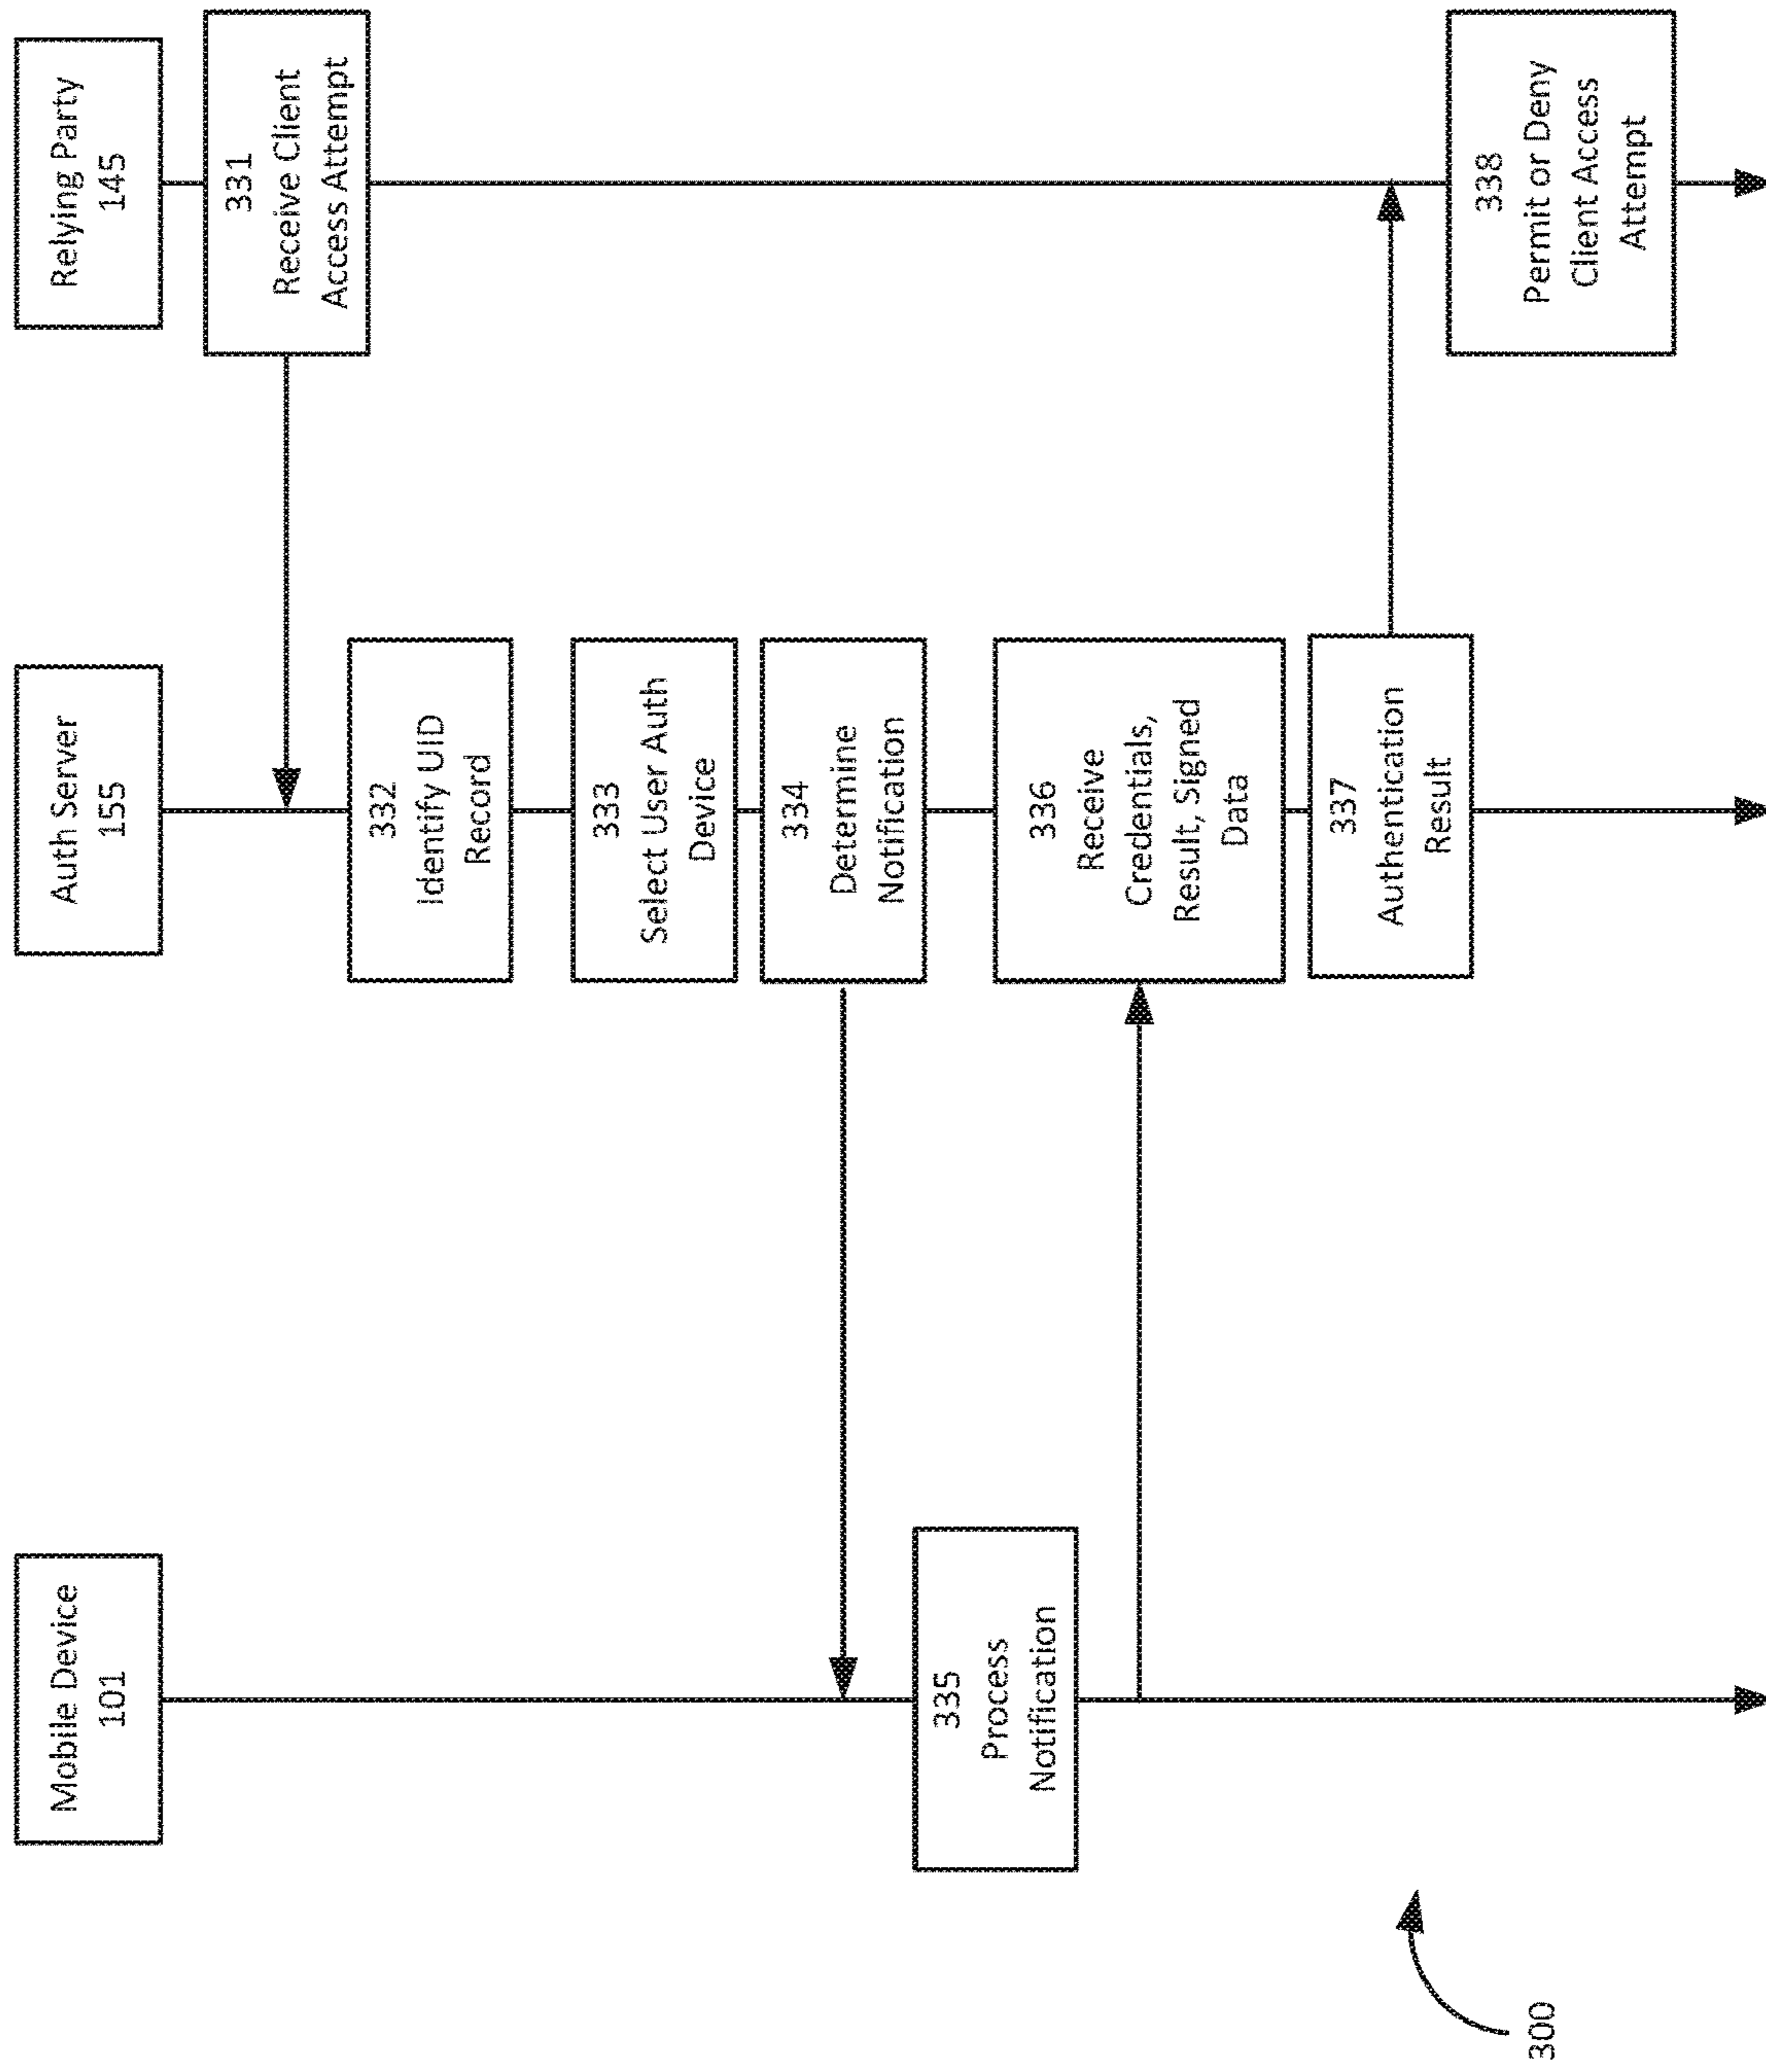 Mobile Device
101
Auth Server
155
Relying Party
145
331
Receive Client
Access Attempt
332
Identify UID
Record
333
Select User Auth
Device
334
Determine
Notification
335
Process
Notification
336
Receive
Credentials,
Result, Signed
Data
337
Authentication
Result
338
Permit or Deny
Client Access
Attempt
300